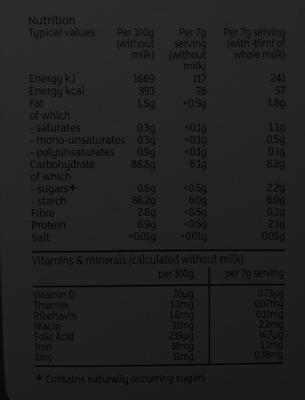 Nutrition
Typical values Per 100g Per 7g Per 7g serving
(without serving (with 45ml of
milk) (without whole milk)
milk)
Energy kJ 1669 117 241
Energy kcal 393 28 57
Fat 1.5g <0.5g 1.8g
of which
- saturates 0.3g <0.1g 1.1g
- mono-unsaturates 0.3g <0.1g 0.5g
- polyunsaturates 0.9g <0.1g 0.1g
Carbohydrate 86.8g 6.1g 8.2g
of which
- sugars+ 0.6g <0.5g 2.2g
- starch 86.2g 6.0g 6.0g
Fibre 2.6g <0.5g 0.2g
Protein 6.9g <0.5g 2.1g
Salt <0.01g <0.01g 0.05g
Vitamins & minerals (calculated without milk)
per 100g per 7g serving
Vitamin D 10µg 0.73µg
Thiamin 1.1mg 0.07mg
Riboflavin 1.6mg 0.11mg
Niacin 31mg 2.2mg
Folic Acid 239µg 16.7µg
Iron 16mg 1.1mg
Zinc 11mg 0.78mg
+ Contains naturally occurring sugars